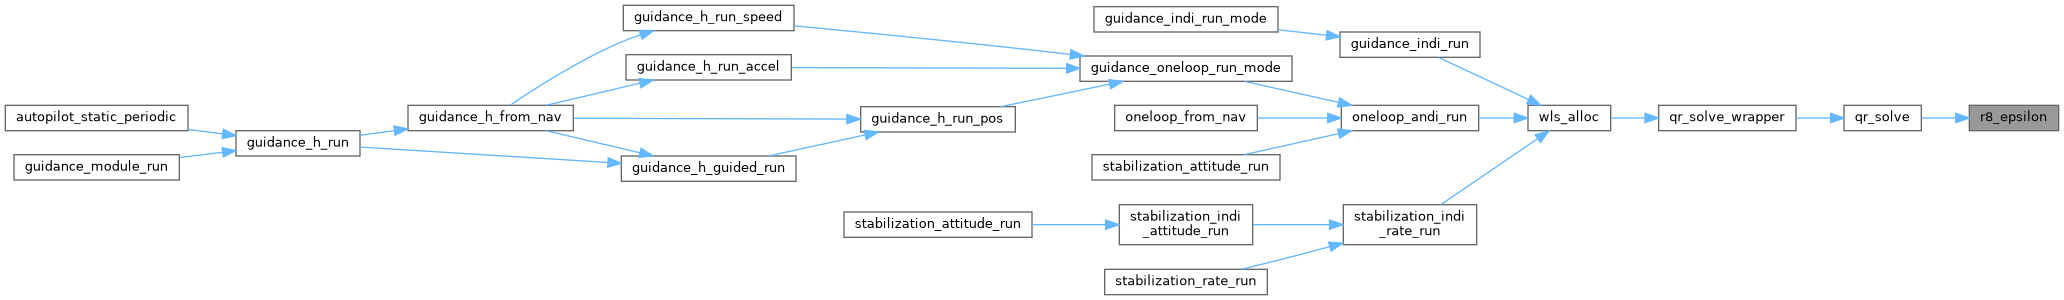 guidance_h_run_speed
guidance_indi_run_mode
guidance_indi_run
guidance_h_run_accel
guidance_oneloop_run_mode
autopilot_static_periodic
guidance_h_from_nav
guidance_h_run_pos
oneloop_from_nav
oneloop_andi_run
wls_alloc
qr_solve_wrapper
qr_solve
r8_epsilon
guidance_h_run
guidance_module_run
guidance_h_guided_run
stabilization_attitude_run
stabilization_attitude_run
stabilization_indi
_attitude_run
stabilization_indi
_rate_run
stabilization_rate_run